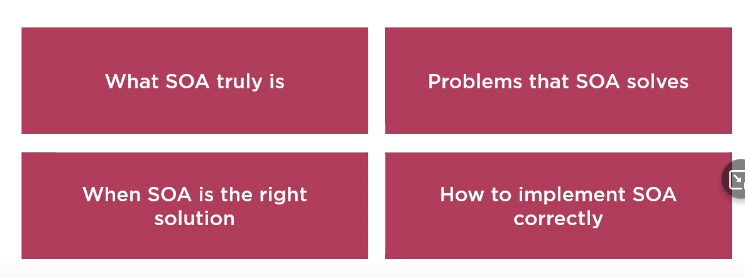 What SOA truly is
Problems that SOA solves
When SOA is the right
solution
How to implement SOA
correctly